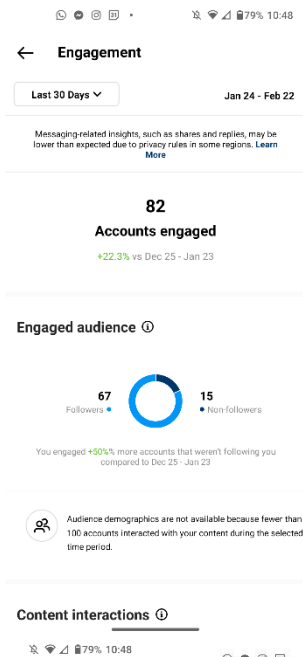 79% 10:48
Engagement
Last 30 Days
Jan 24 - Feb 22
Messaging-related insights, such as shares and replies, may be
lower than expected due to privacy rules in some regions. Learn
More
82
Accounts engaged
+22.3% vs Dec 25 - Jan 23
Engaged audience
67
Followers
15
Non-followers
You engaged +50%% more accounts that weren't following you
compared to Dec 25 - Jan 23
Audience demographics are not available because fewer than
100 accounts interacted with your content during the selected
time period.
Content interactions
79% 10:48